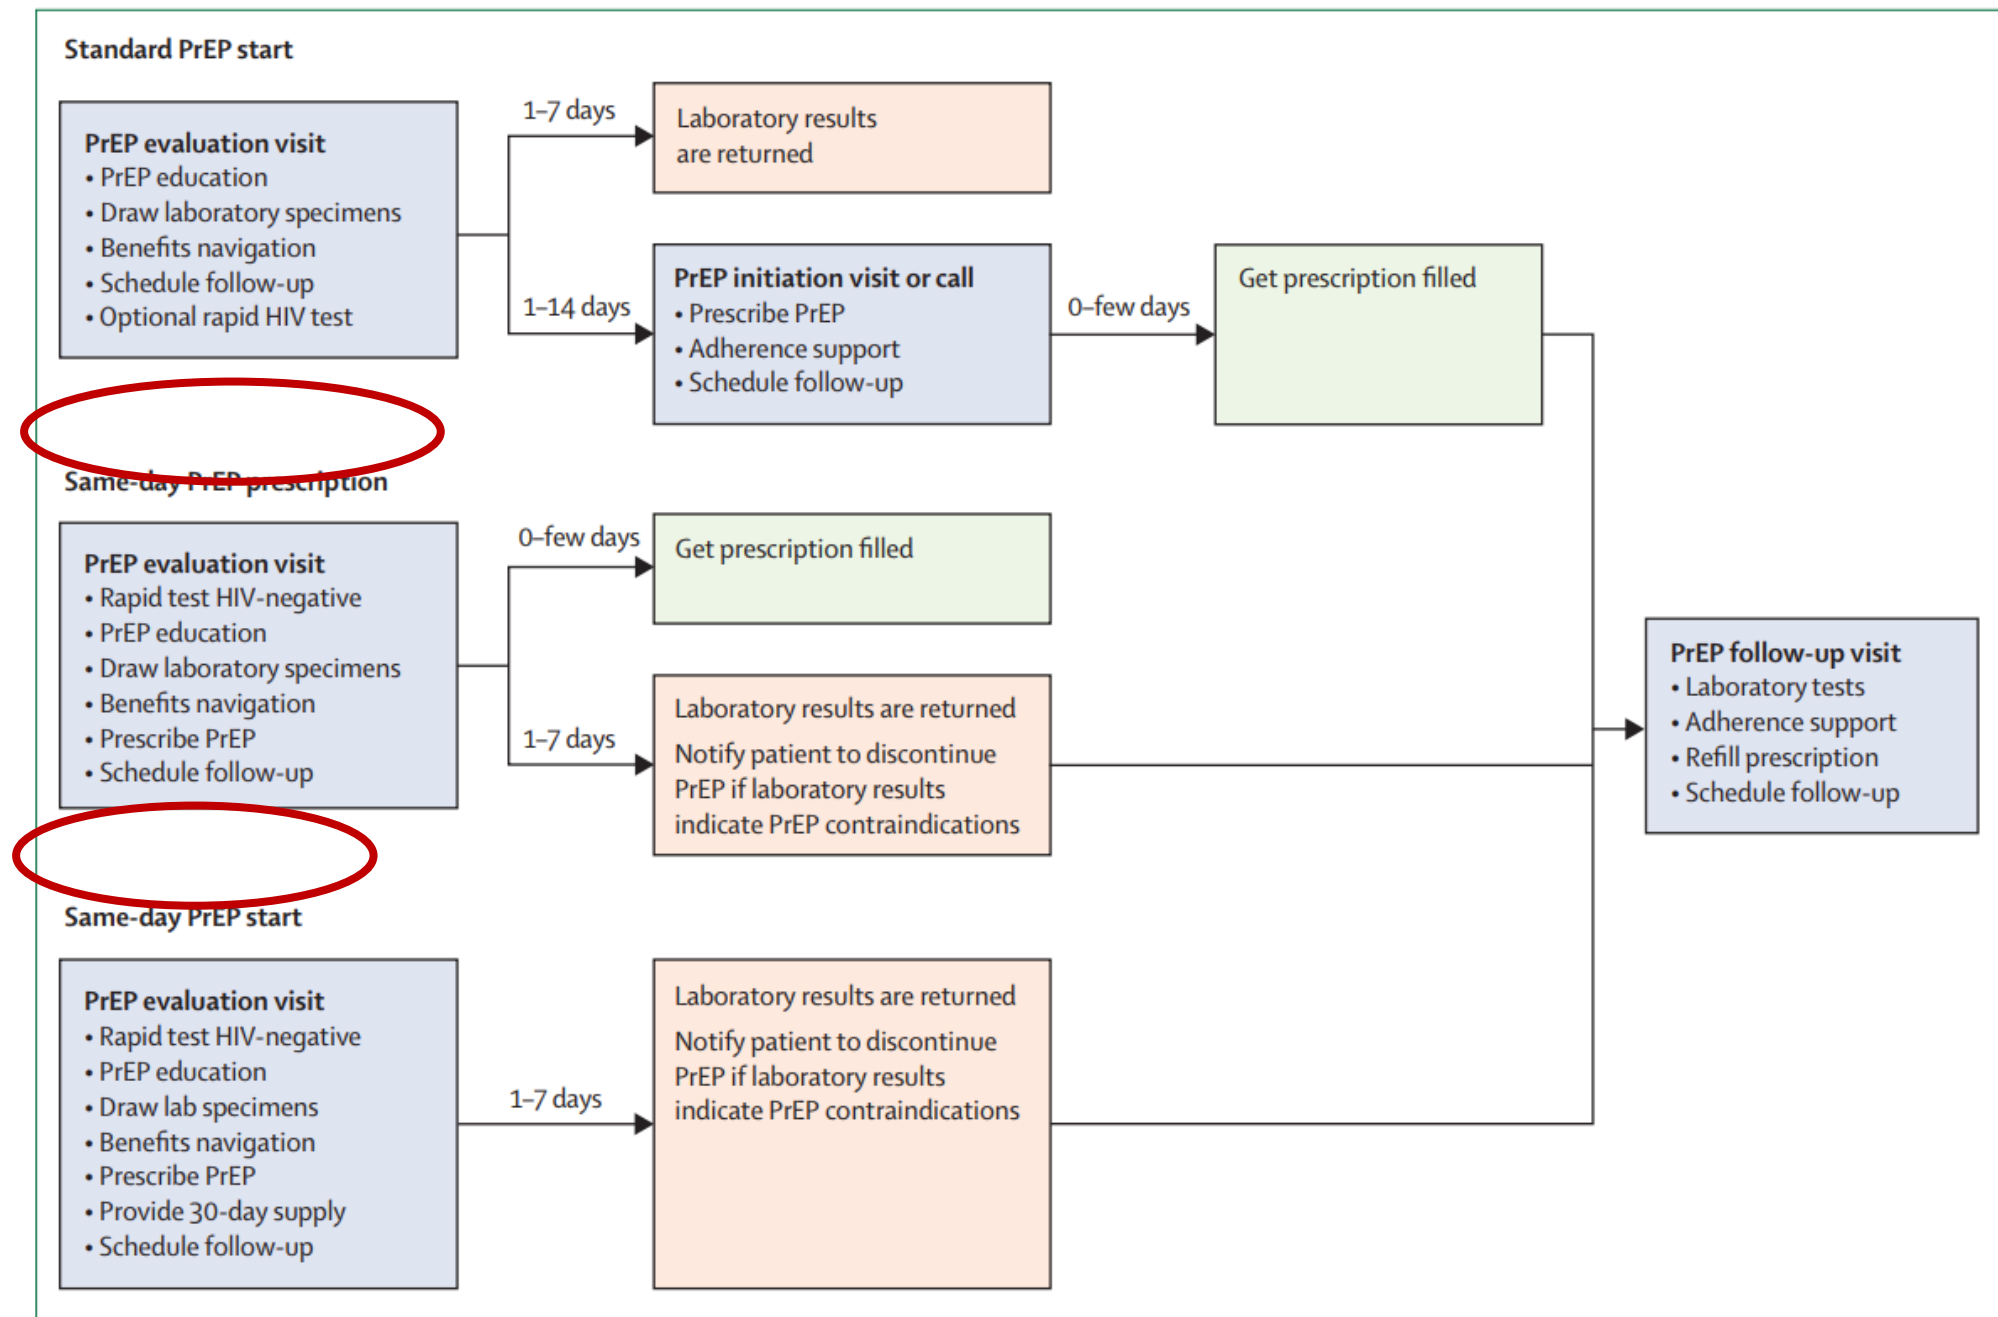 Standard PrEP start
PrEP evaluation visit
• PrEP education
• Draw laboratory specimens
• Benefits navigation
• Schedule follow-up
• Optional rapid HIV test
1–7 days
Laboratory results
are returned
1–14 days
PrEP initiation visit or call
• Prescribe PrEP
• Adherence support
• Schedule follow-up
0–few days
Get prescription filled
Same-day PrEP prescription
PrEP evaluation visit
• Rapid test HIV-negative
• PrEP education
• Draw laboratory specimens
• Benefits navigation
• Prescribe PrEP
• Schedule follow-up
0–few days
Get prescription filled
1–7 days
Laboratory results are returned
Notify patient to discontinue
PrEP if laboratory results
indicate PrEP contraindications
PrEP follow-up visit
• Laboratory tests
• Adherence support
• Refill prescription
• Schedule follow-up
Same-day PrEP start
PrEP evaluation visit
• Rapid test HIV-negative
• PrEP education
• Draw lab specimens
• Benefits navigation
• Prescribe PrEP
• Provide 30-day supply
• Schedule follow-up
1–7 days
Laboratory results are returned
Notify patient to discontinue
PrEP if laboratory results
indicate PrEP contraindications